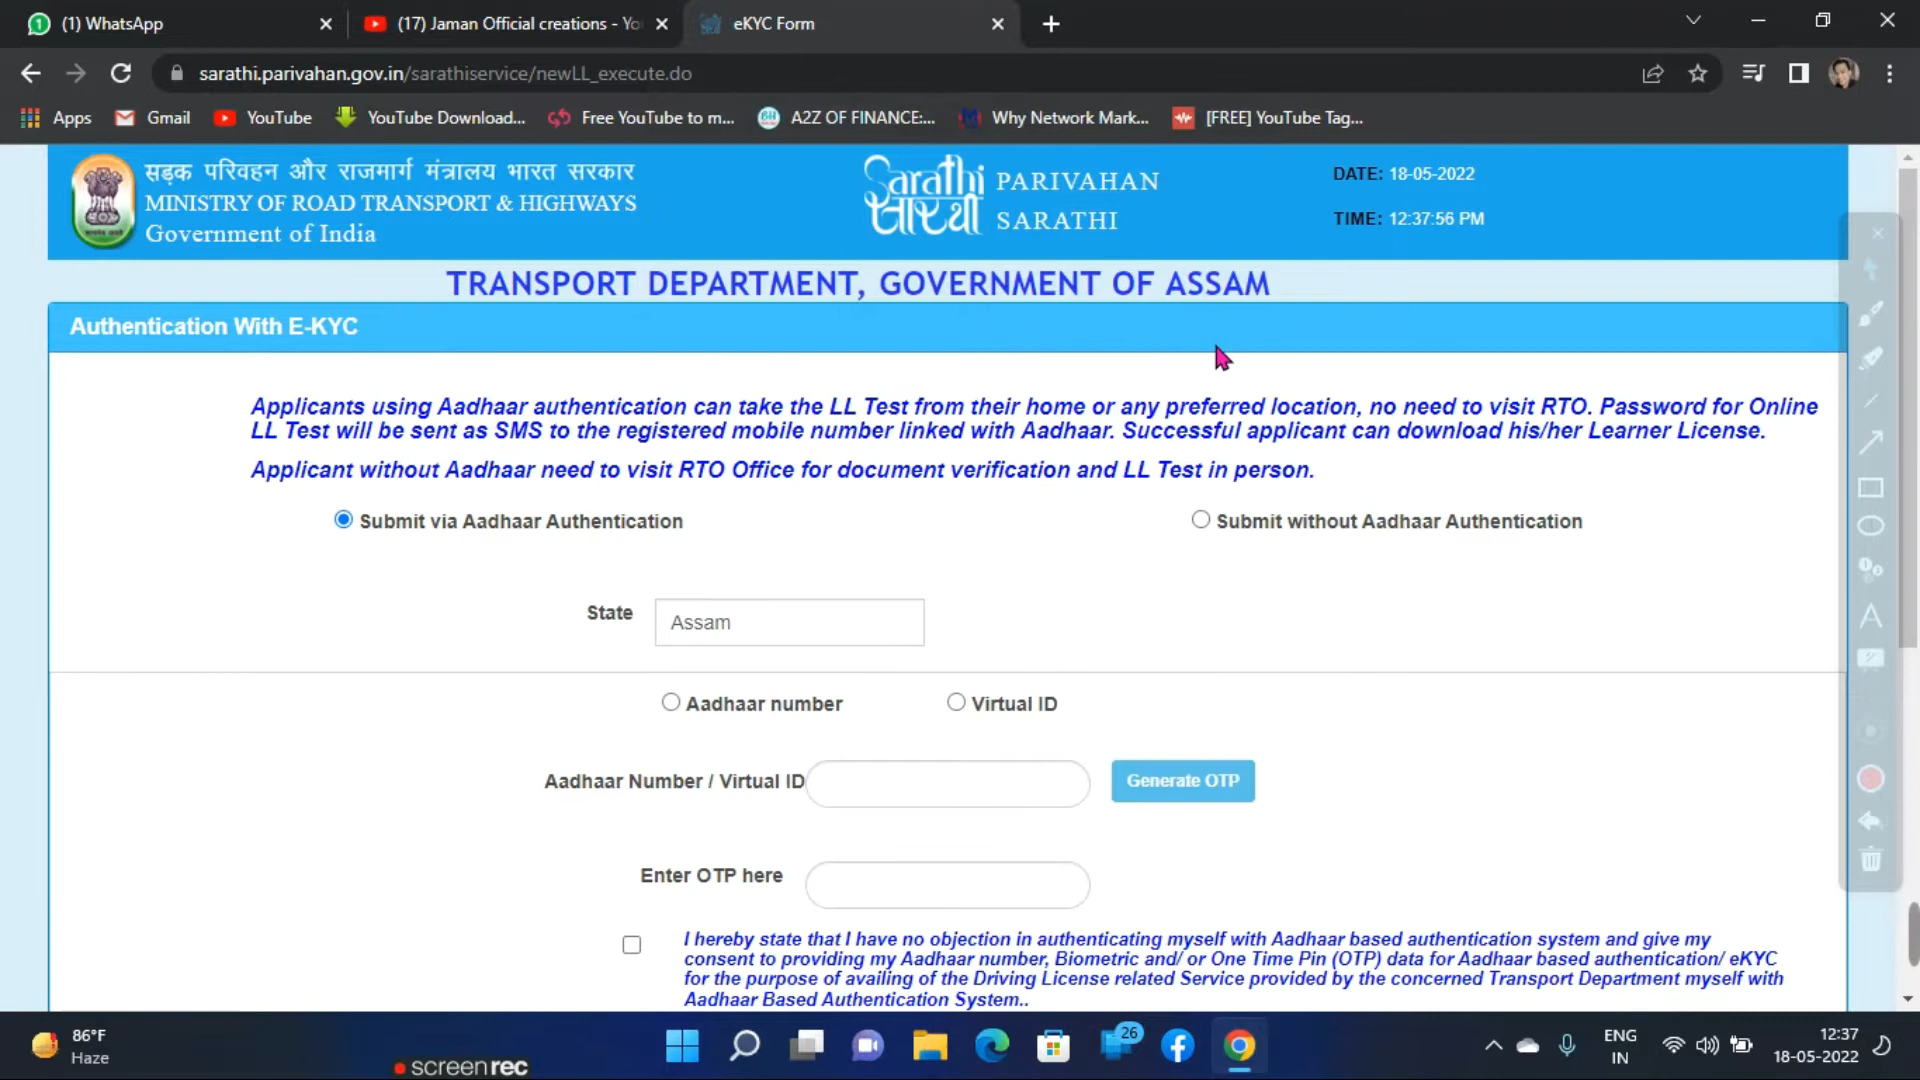 (1) WhatsApp
(17) Jaman Official creations - Yo
eKYC Form
sarathi.parivahan.gov.in/sarathiservice/newLL_execute.do
Apps
Gmail
YouTube
YouTube Download...
Free YouTube to m...
A2Z OF FINANCE:...
Why Network Mark...
[FREE] YouTube Tag...
सड़क परिवहन और राजमार्ग मंत्रालय भारत सरकार
MINISTRY OF ROAD TRANSPORT & HIGHWAYS
Government of India
Sarathi
सारथी
PARIVAHAN
SARATHI
DATE: 18-05-2022
TIME: 12:37:56 PM
TRANSPORT DEPARTMENT, GOVERNMENT OF ASSAM
Authentication With E-KYC
Applicants using Aadhaar authentication can take the LL Test from their home or any preferred location, no need to visit RTO. Password for Online
LL Test will be sent as SMS to the registered mobile number linked with Aadhaar. Successful applicant can download his/her Learner License.
Applicant without Aadhaar need to visit RTO Office for document verification and LL Test in person.
Submit via Aadhaar Authentication
Submit without Aadhaar Authentication
State
Assam
Aadhaar number
Virtual ID
Aadhaar Number / Virtual ID
Generate OTP
Enter OTP here
I hereby state that I have no objection in authenticating myself with Aadhaar based authentication system and give my
consent to providing my Aadhaar number, Biometric and/ or One Time Pin (OTP) data for Aadhaar based authentication/ eKYC
for the purpose of availing of the Driving License related Service provided by the concerned Transport Department myself with
Aadhaar Based Authentication System..
86°F
Haze
screenrec
26
ENG
IN
12:37
18-05-2022